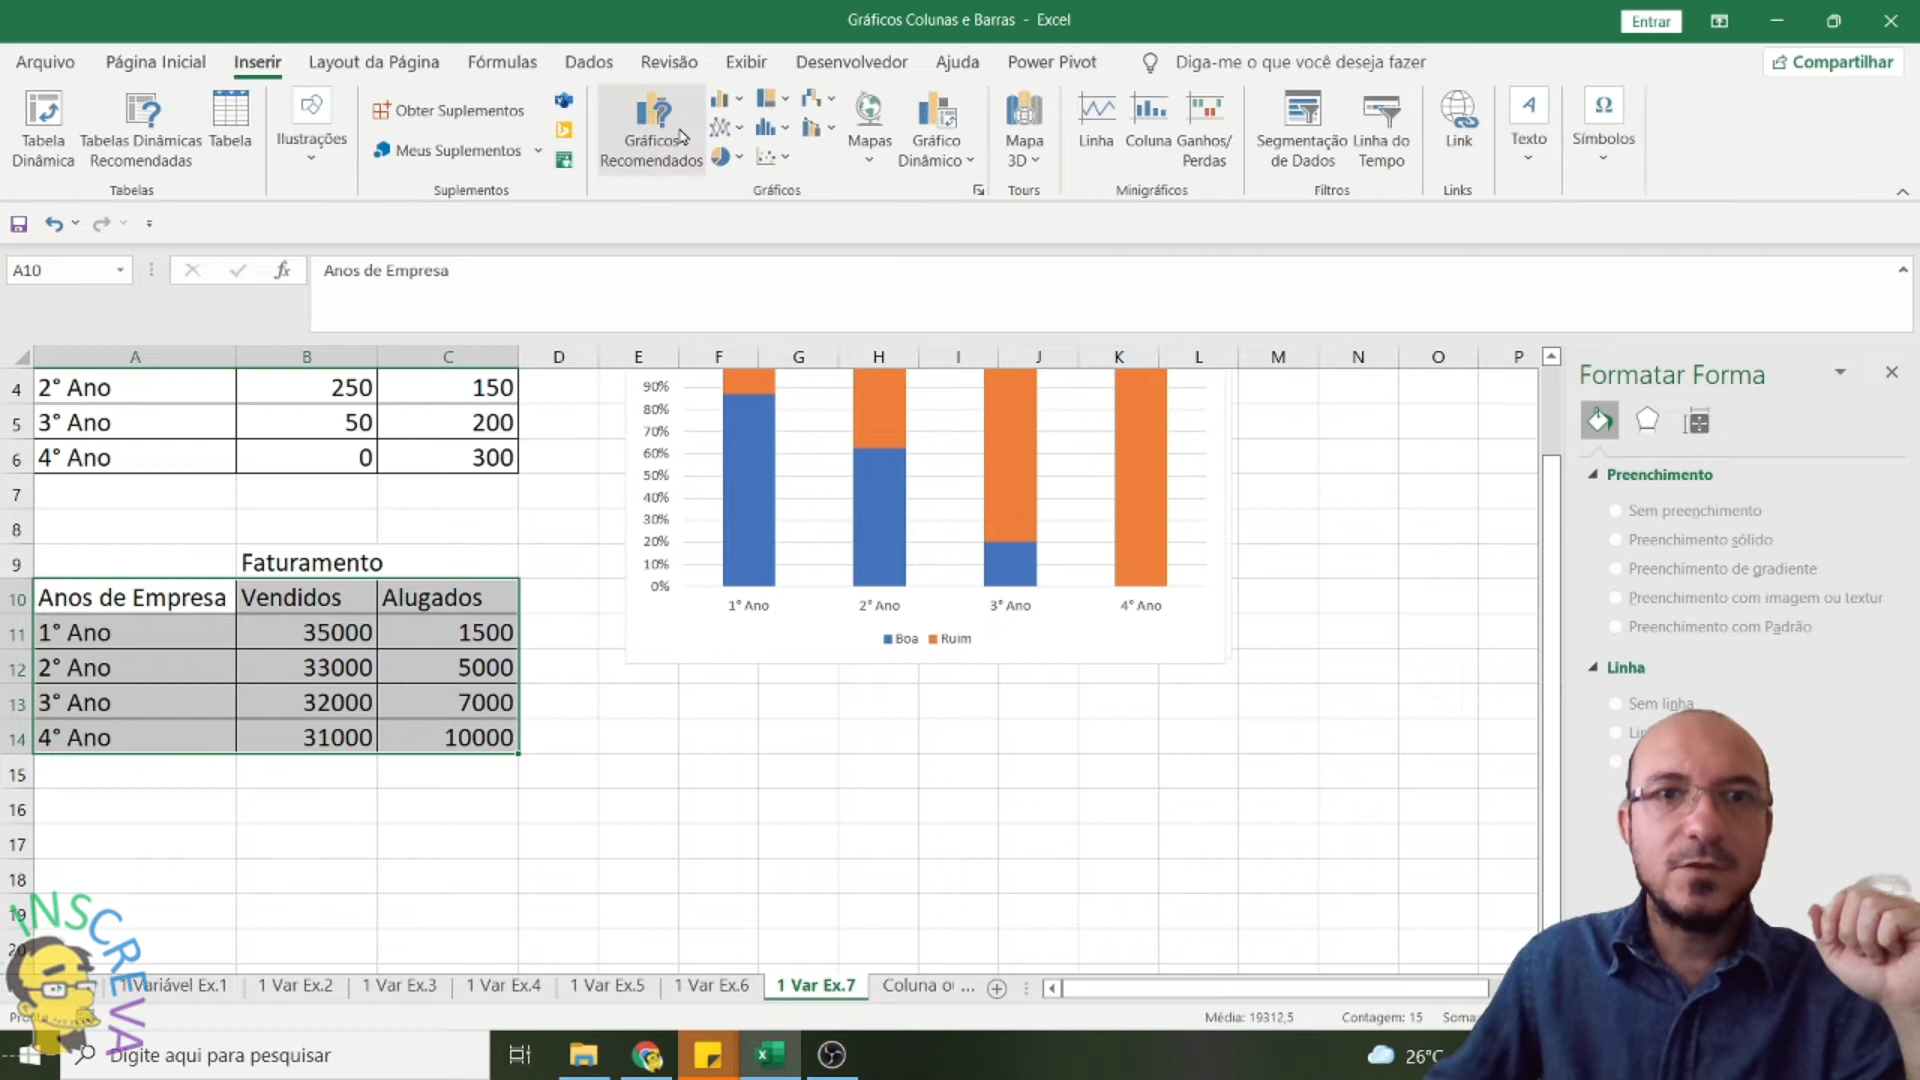 Gráficos Colunas e Barras - Excel
Entrar
Arquivo Página Inicial Inserir Layout da Página Fórmulas Dados Revisão Exibir Desenvolvedor Ajuda Power Pivot Diga-me o que você deseja fazer Compartilhar
Tabela Dinâmica
Tabelas Dinâmicas Recomendadas
Tabela
Tabelas
Ilustrações
Obter Suplementos
Meus Suplementos
Suplementos
Gráficos Recomendados
Mapas
Gráfico Dinâmico
Gráficos
Mapa 3D
Tours
Linha
Coluna
Ganhos/ Perdas
Minigráficos
Segmentação de Dados
Linha do Tempo
Filtros
Link
Links
Texto
Símbolos
A10
fx
Anos de Empresa
A B C D E F G H I J K L M N O P
4 2° Ano 250 150
5 3° Ano 50 200
6 4° Ano 0 300
7
8
9 Faturamento
10 Anos de Empresa Vendidos Alugados
11 1° Ano 35000 1500
12 2° Ano 33000 5000
13 3° Ano 32000 7000
14 4° Ano 31000 10000
15
16
17
18
19
20
90%
80%
70%
60%
50%
40%
30%
20%
10%
0%
1° Ano 2° Ano 3° Ano 4° Ano
Boa Ruim
Formatar Forma
Preenchimento
Sem preenchimento
Preenchimento sólido
Preenchimento de gradiente
Preenchimento com imagem ou textur
Preenchimento com Padrão
Linha
Sem linha
INSCREVA
1 Variável Ex.1 1 Var Ex.2 1 Var Ex.3 1 Var Ex.4 1 Var Ex.5 1 Var Ex.6 1 Var Ex.7 Coluna o ...
Média: 19312,5 Contagem: 15 Soma:
Digite aqui para pesquisar
26°C